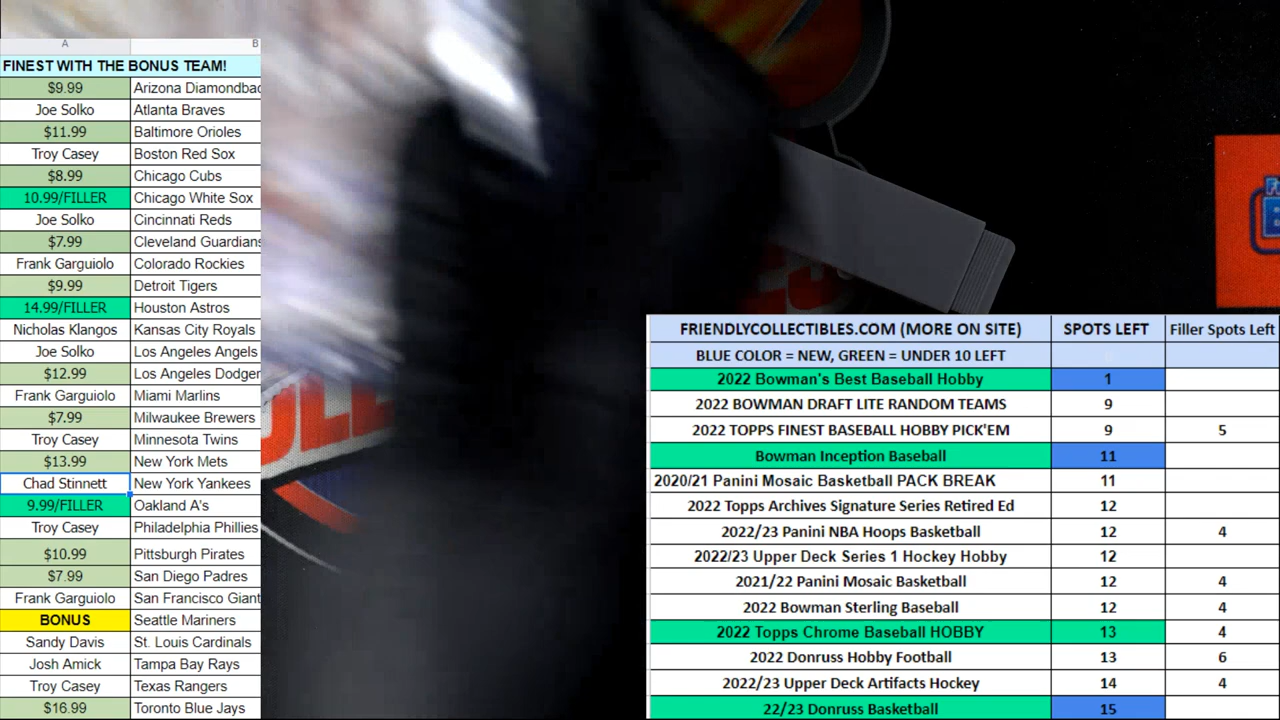 A B
FINEST WITH THE BONUS TEAM!
$9.99 Arizona Diamondbac
Joe Solko Atlanta Braves
$11.99 Baltimore Orioles
Troy Casey Boston Red Sox
$8.99 Chicago Cubs
10.99/FILLER Chicago White Sox
Joe Solko Cincinnati Reds
$7.99 Cleveland Guardians
Frank Garguiolo Colorado Rockies
$9.99 Detroit Tigers
14.99/FILLER Houston Astros
Nicholas Klangos Kansas City Royals
Joe Solko Los Angeles Angels
$12.99 Los Angeles Dodger
Frank Garguiolo Miami Marlins
$7.99 Milwaukee Brewers
Troy Casey Minnesota Twins
$13.99 New York Mets
Chad Stinnett New York Yankees
9.99/FILLER Oakland A's
Troy Casey Philadelphia Phillies
$10.99 Pittsburgh Pirates
$7.99 San Diego Padres
Frank Garguiolo San Francisco Giant
BONUS Seattle Mariners
Sandy Davis St. Louis Cardinals
Josh Amick Tampa Bay Rays
Troy Casey Texas Rangers
$16.99 Toronto Blue Jays
FRIENDLYCOLLECTIBLES.COM (MORE ON SITE) SPOTS LEFT Filler Spots Left
BLUE COLOR = NEW, GREEN = UNDER 10 LEFT
2022 Bowman's Best Baseball Hobby 1
2022 BOWMAN DRAFT LITE RANDOM TEAMS 9
2022 TOPPS FINEST BASEBALL HOBBY PICK'EM 9 5
Bowman Inception Baseball 11
2020/21 Panini Mosaic Basketball PACK BREAK 11
2022 Topps Archives Signature Series Retired Ed 12
2022/23 Panini NBA Hoops Basketball 12 4
2022/23 Upper Deck Series 1 Hockey Hobby 12
2021/22 Panini Mosaic Basketball 12 4
2022 Bowman Sterling Baseball 12 4
2022 Topps Chrome Baseball HOBBY 13 4
2022 Donruss Hobby Football 13 6
2022/23 Upper Deck Artifacts Hockey 14 4
22/23 Donruss Basketball 15